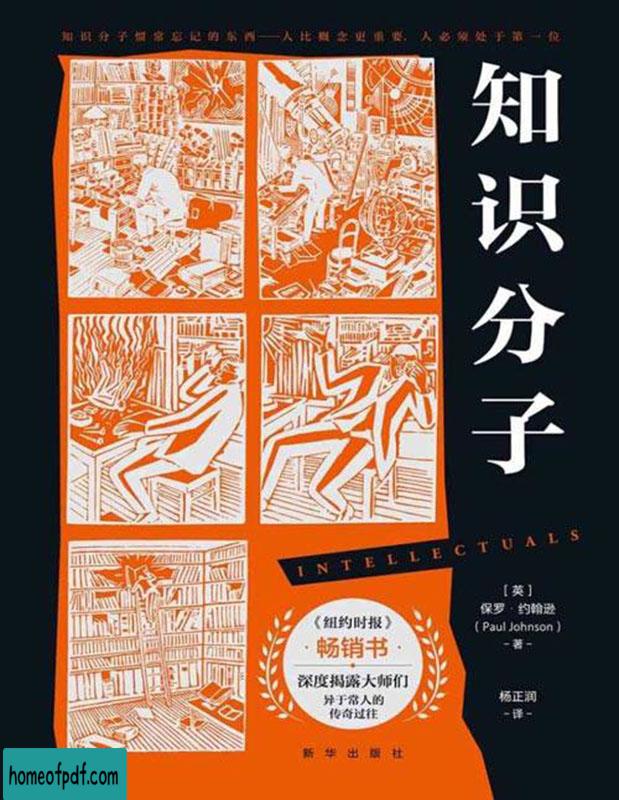 知识分子惯常忘记的东西——人比概念更重要，人必须处于第一位
知识分子
INTELLECTUALS
[英]
保罗·约翰逊
(Paul Johnson)
-著-
《纽约时报》
·畅销书·
深度揭露大师们
异于常人的
传奇过往
杨正润
-译-
新华出版社
homeofpdf.com